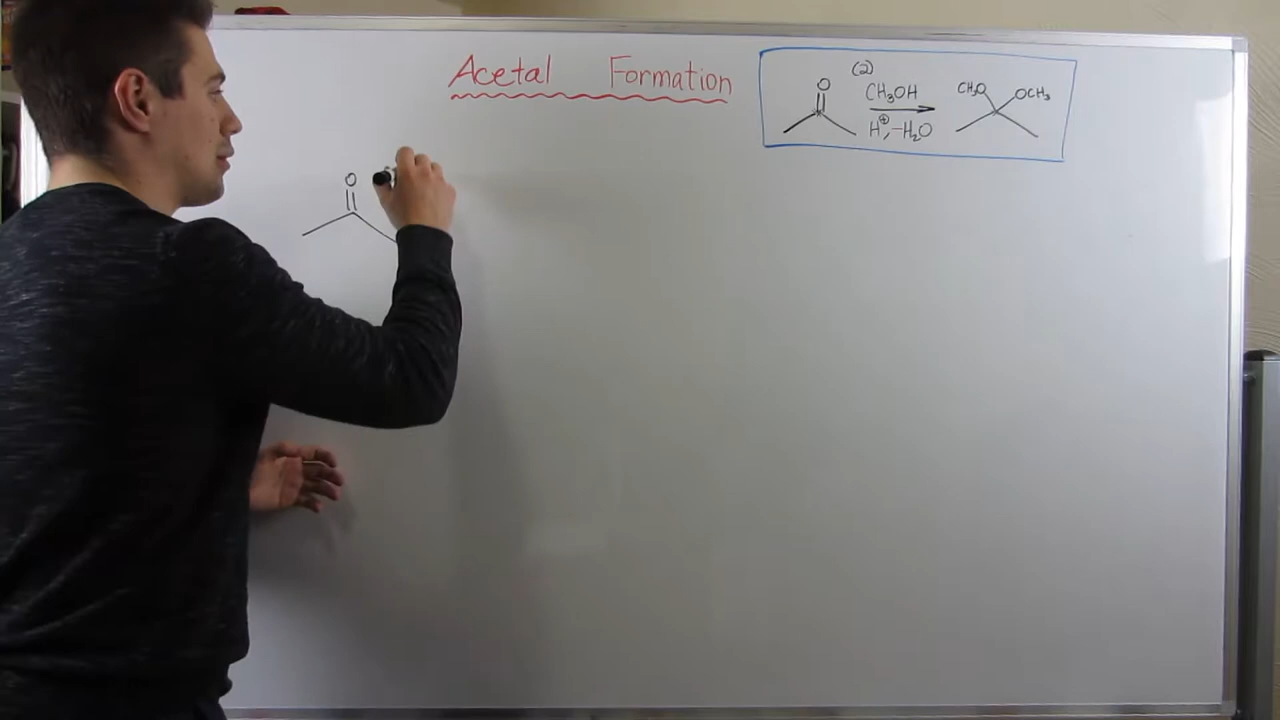 Acetal Formation
O
(2)
CH₃OH
H⊕, -H₂O
CH₃O OCH₃
O